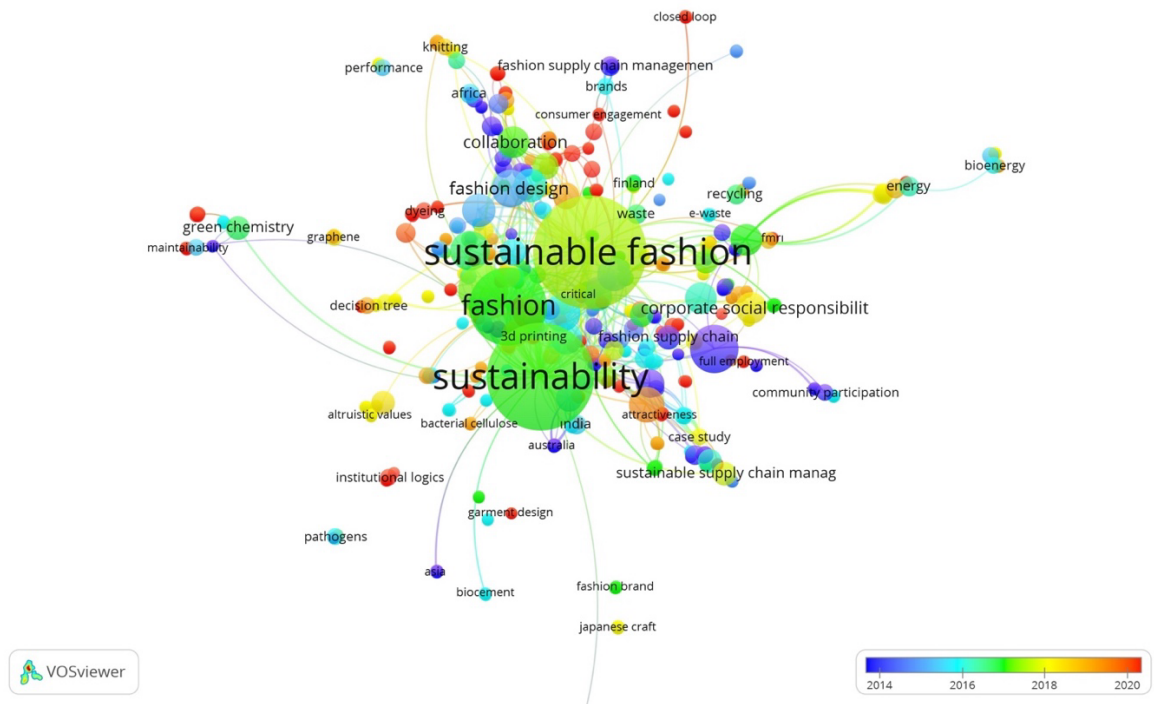 closed loop
knitting
fashion supply chain managemen
performance
brands
africa
consumer engagement
collaboration
bioenergy
finland
fashion design
energy
recycling
dyeing
waste
e-waste
green chemistry
graphene
fmri
maintainability
sustainable fashion
critical
decision tree
fashion
corporate social responsibilit
3d printing
fashion supply chain
full employment
sustainability
community participation
altruistic values
attractiveness
bacterial cellulose
india
case study
australia
institutional logics
sustainable supply chain manag
garment design
pathogens
asia
fashion brand
biocement
japanese craft
VOSviewer
2014 2016 2018 2020